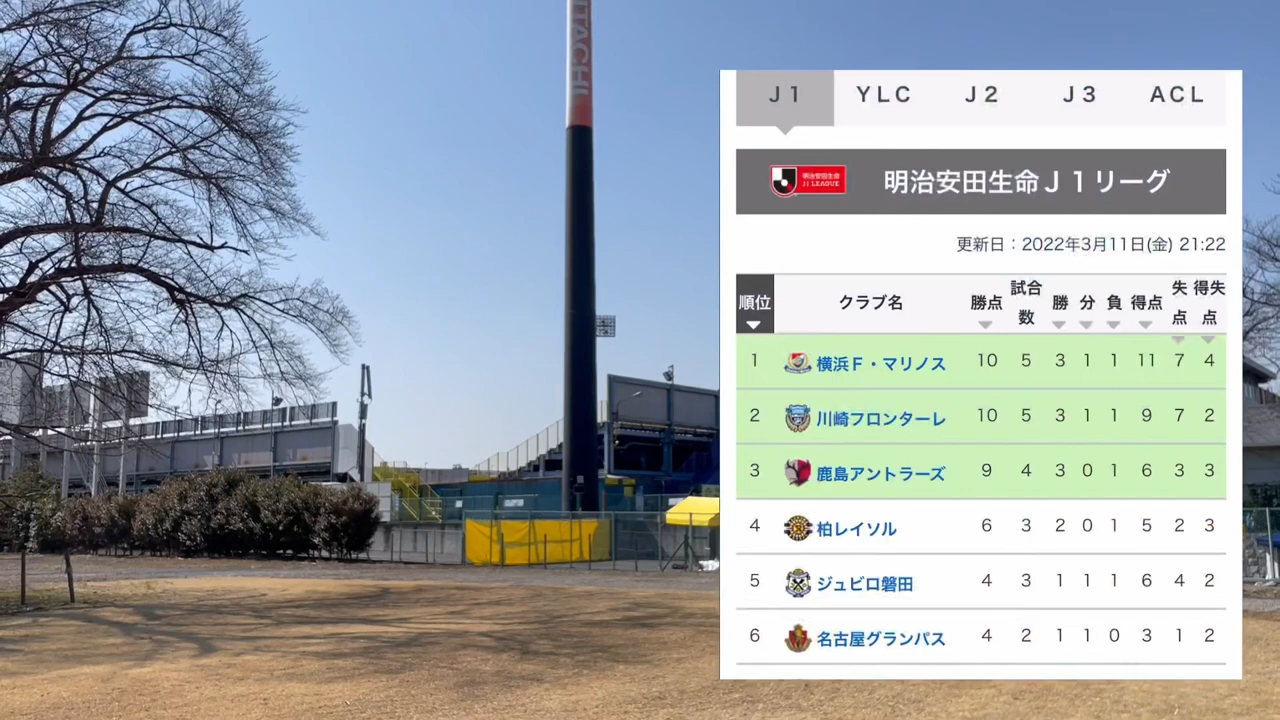 HITACHI
J1 YLC J2 J3 ACL
明治安田生命
J1 LEAGUE
明治安田生命J1リーグ
更新日：2022年3月11日(金) 21:22
順位 クラブ名 勝点 試合数 勝 分 負 得点 失点 得失点
1 横浜F・マリノス 10 5 3 1 1 11 7 4
2 川崎フロンターレ 10 5 3 1 1 9 7 2
3 鹿島アントラーズ 9 4 3 0 1 6 3 3
4 柏レイソル 6 3 2 0 1 5 2 3
5 ジュビロ磐田 4 3 1 1 1 6 4 2
6 名古屋グランパス 4 2 1 1 0 3 1 2